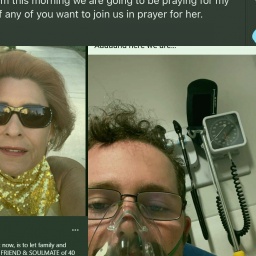 m this morning we are going to be praying for my
f any of you want to join us in prayer for her.
here we are...
now, is to let family and
FRIEND & SOULMATE of 40